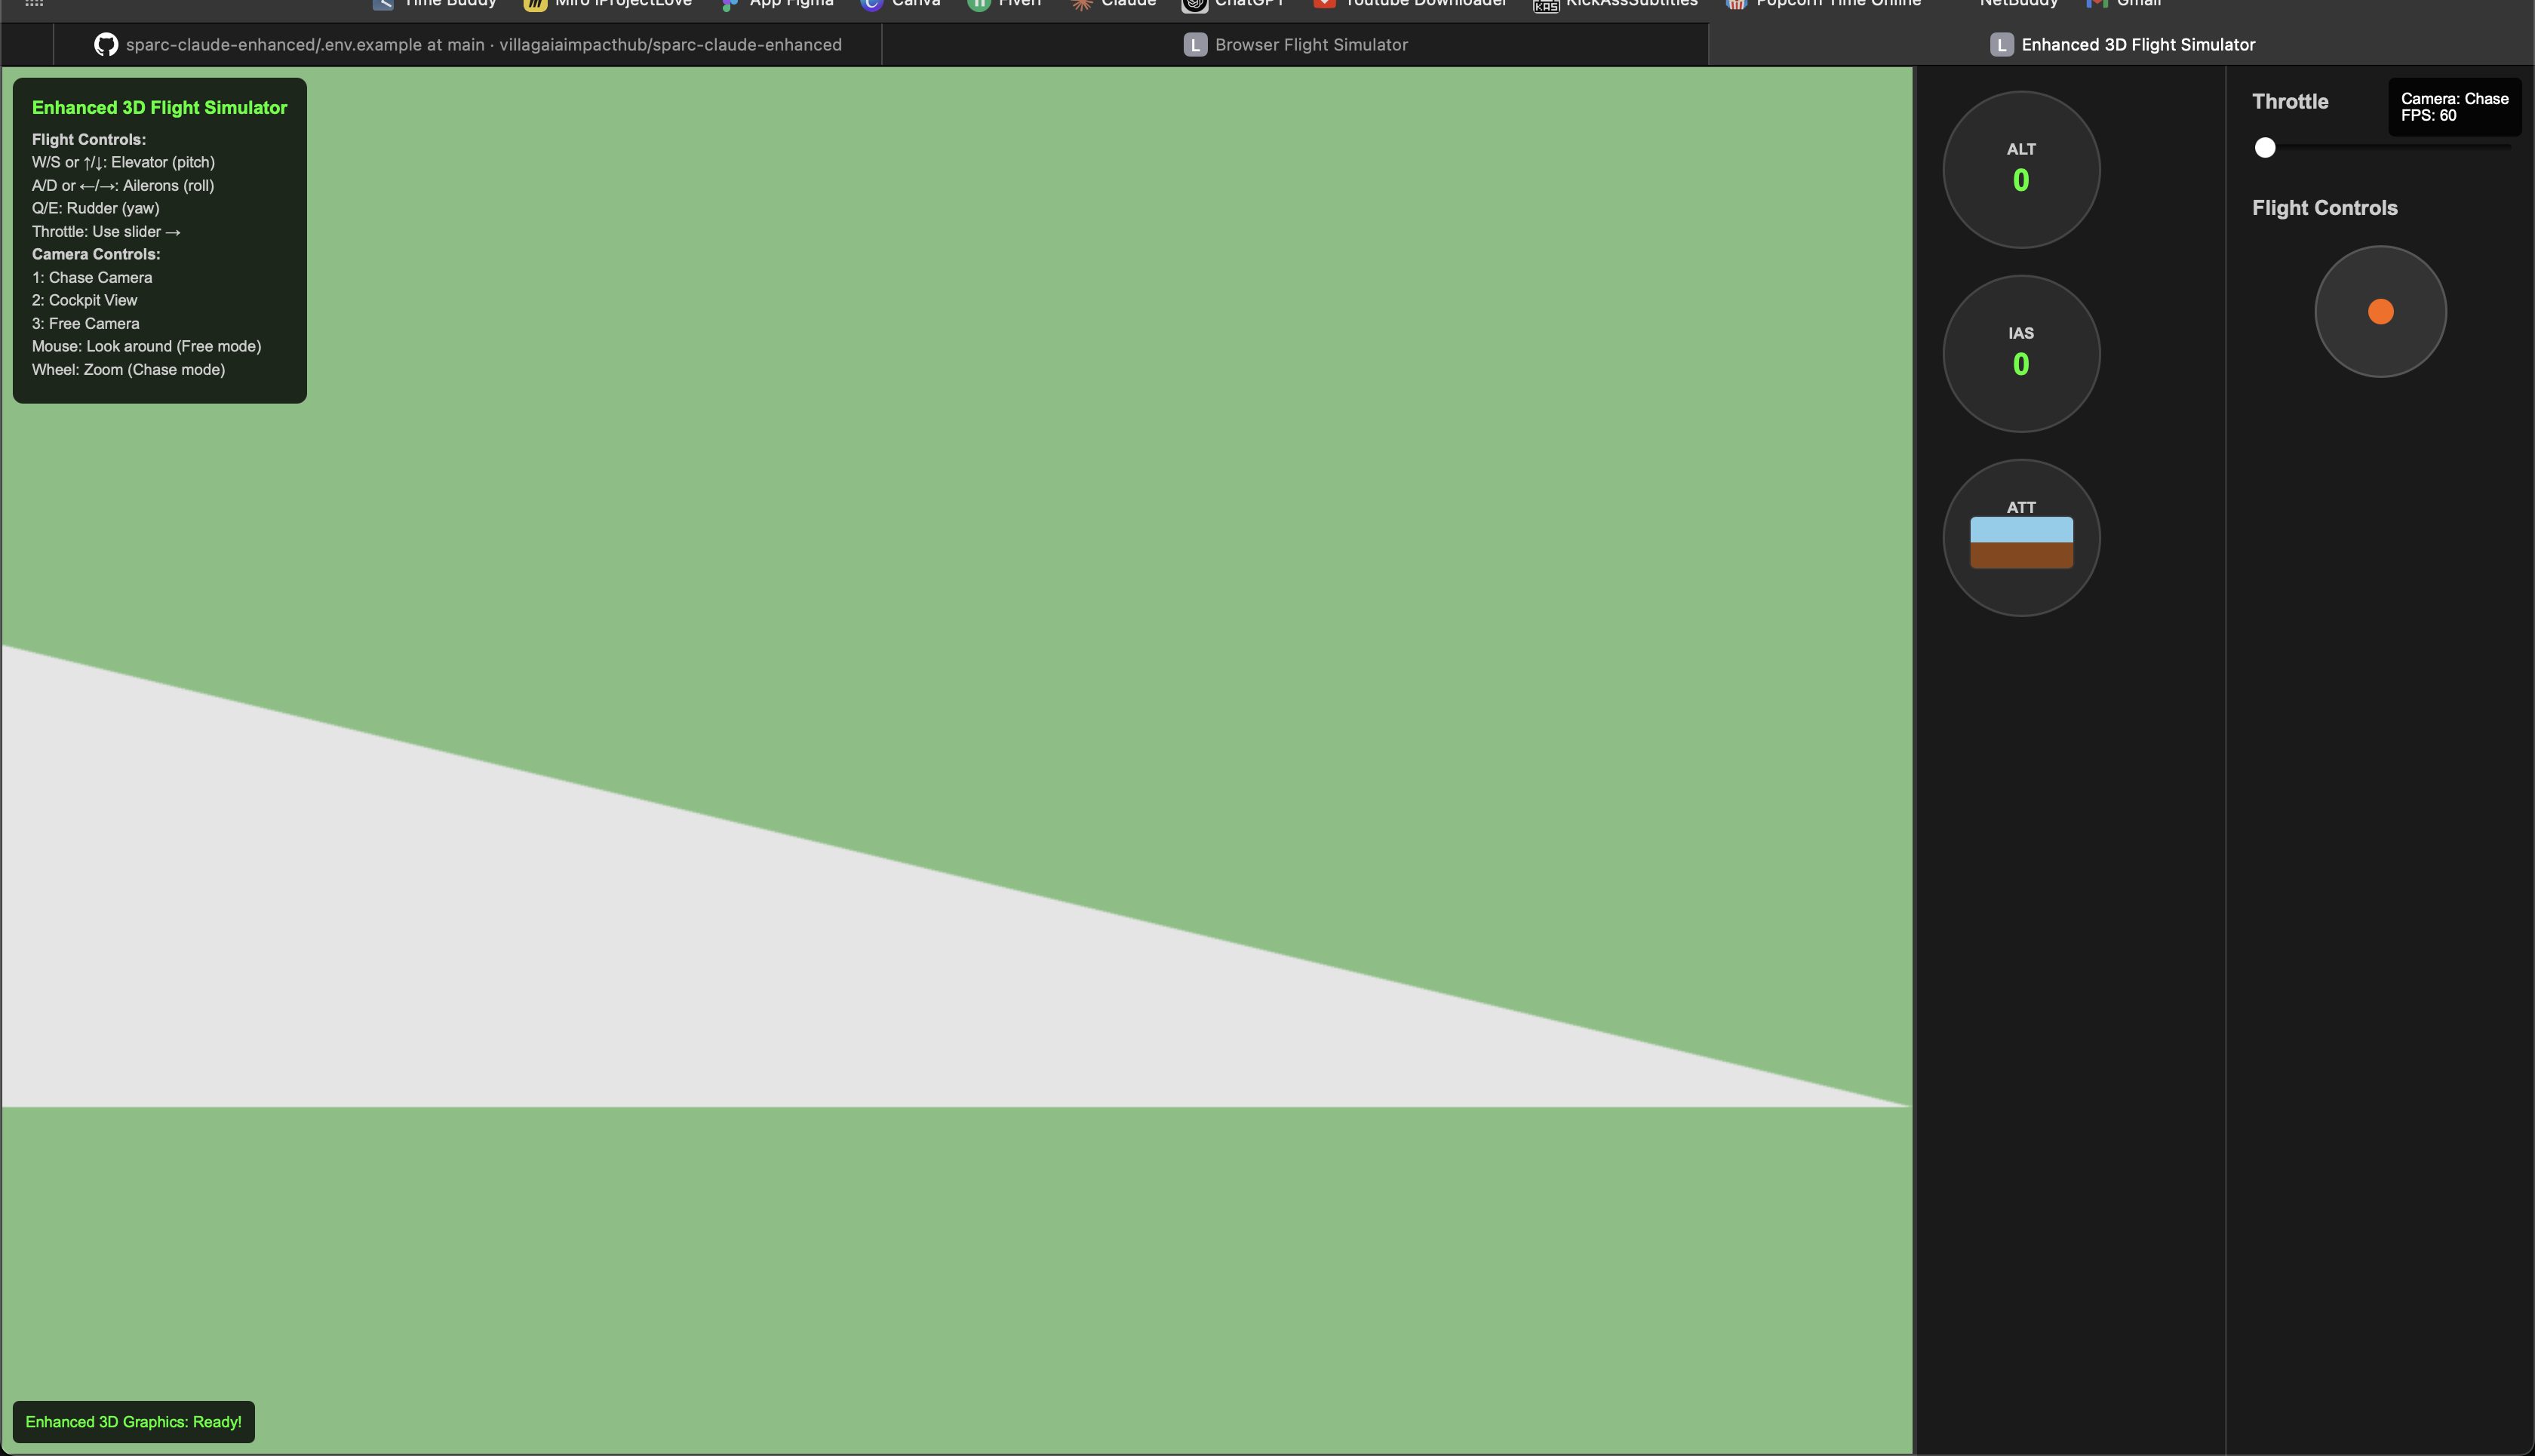 Time Buddy
Miro iProjectLove
App Figma
Canva
Fiverr
Claude
ChatGPT
Youtube Downloader
KAS
KickAssSubtitles
Popcorn Time Online
NetBuddy
Gmail
sparc-claude-enhanced/.env.example at main · villagaiaimpacthub/sparc-claude-enhanced
L Browser Flight Simulator
L Enhanced 3D Flight Simulator
Enhanced 3D Flight Simulator
Flight Controls:
W/S or ↑/↓: Elevator (pitch)
A/D or ←/→: Ailerons (roll)
Q/E: Rudder (yaw)
Throttle: Use slider →
Camera Controls:
1: Chase Camera
2: Cockpit View
3: Free Camera
Mouse: Look around (Free mode)
Wheel: Zoom (Chase mode)
ALT
0
IAS
0
ATT
Throttle
Camera: Chase
FPS: 60
Flight Controls
Enhanced 3D Graphics: Ready!